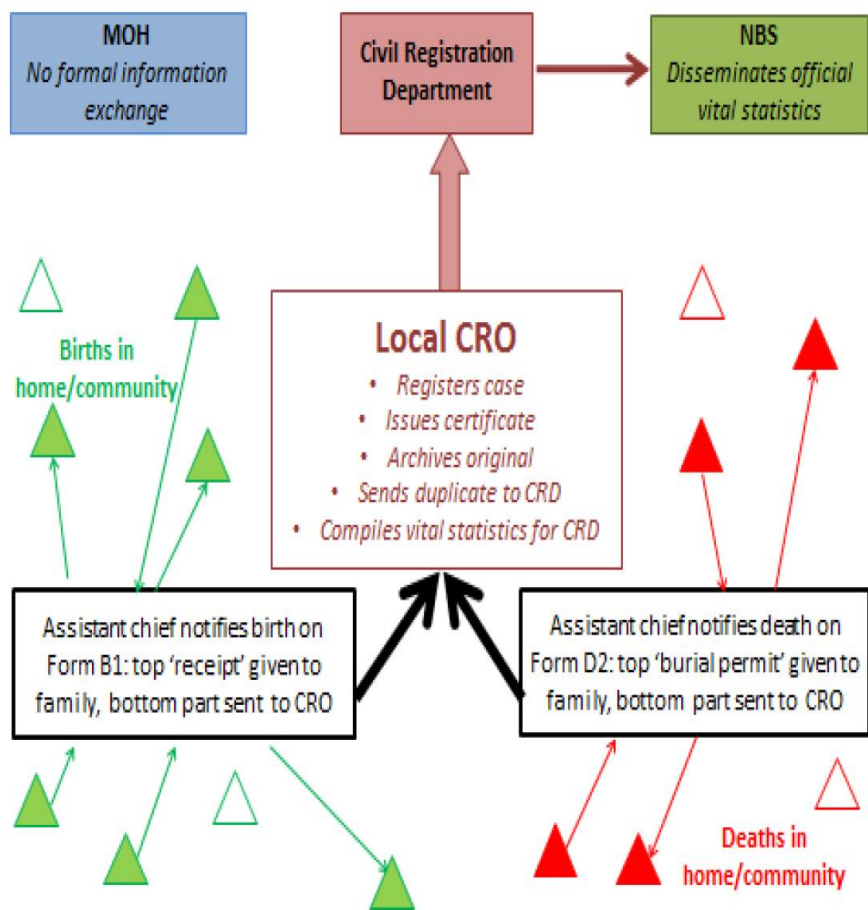 MOH
No formal information
exchange
Civil Registration
Department
NBS
Disseminates official
vital statistics
Births in
home/community
Local CRO
• Registers case
• Issues certificate
• Archives original
• Sends duplicate to CRD
• Compiles vital statistics for CRD
Assistant chief notifies birth on
Form B1: top ‘receipt’ given to
family, bottom part sent to CRO
Assistant chief notifies death on
Form D2: top ‘burial permit’ given to
family, bottom part sent to CRO
Deaths in
home/community